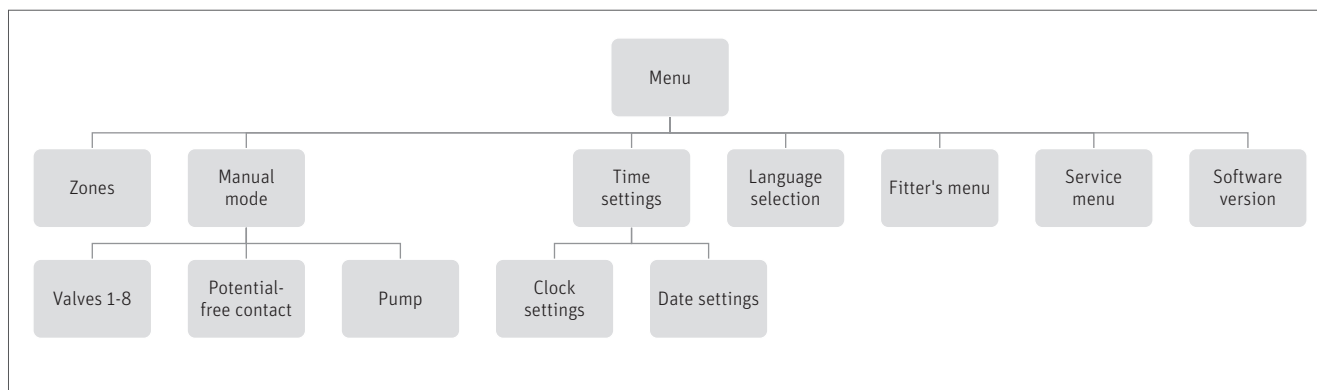 Menu
Zones
Manual
mode
Time
settings
Language
selection
Fitter's menu
Service
menu
Software
version
Valves 1-8
Potential-
free contact
Pump
Clock
settings
Date settings